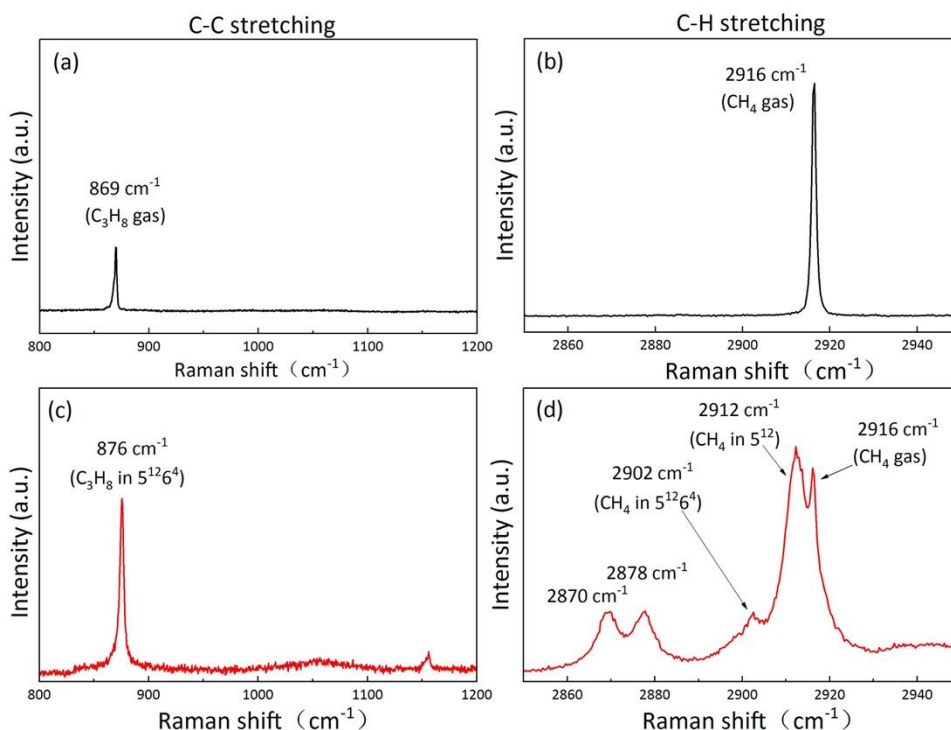 C-C stretching
C-H stretching
(a)
869 cm⁻¹
(C₃H₈ gas)
Intensity (a.u.)
800 900 1000 1100 1200
Raman shift（cm⁻¹）
(b)
2916 cm⁻¹
(CH₄ gas)
Intensity (a.u.)
2860 2880 2900 2920 2940
Raman shift（cm⁻¹）
(c)
876 cm⁻¹
(C₃H₈ in 5¹²6⁴)
Intensity (a.u.)
800 900 1000 1100 1200
Raman shift（cm⁻¹）
(d)
2912 cm⁻¹
(CH₄ in 5¹²)
2916 cm⁻¹
(CH₄ gas)
2902 cm⁻¹
(CH₄ in 5¹²6⁴)
2878 cm⁻¹
2870 cm⁻¹
Intensity (a.u.)
2860 2880 2900 2920 2940
Raman shift（cm⁻¹）